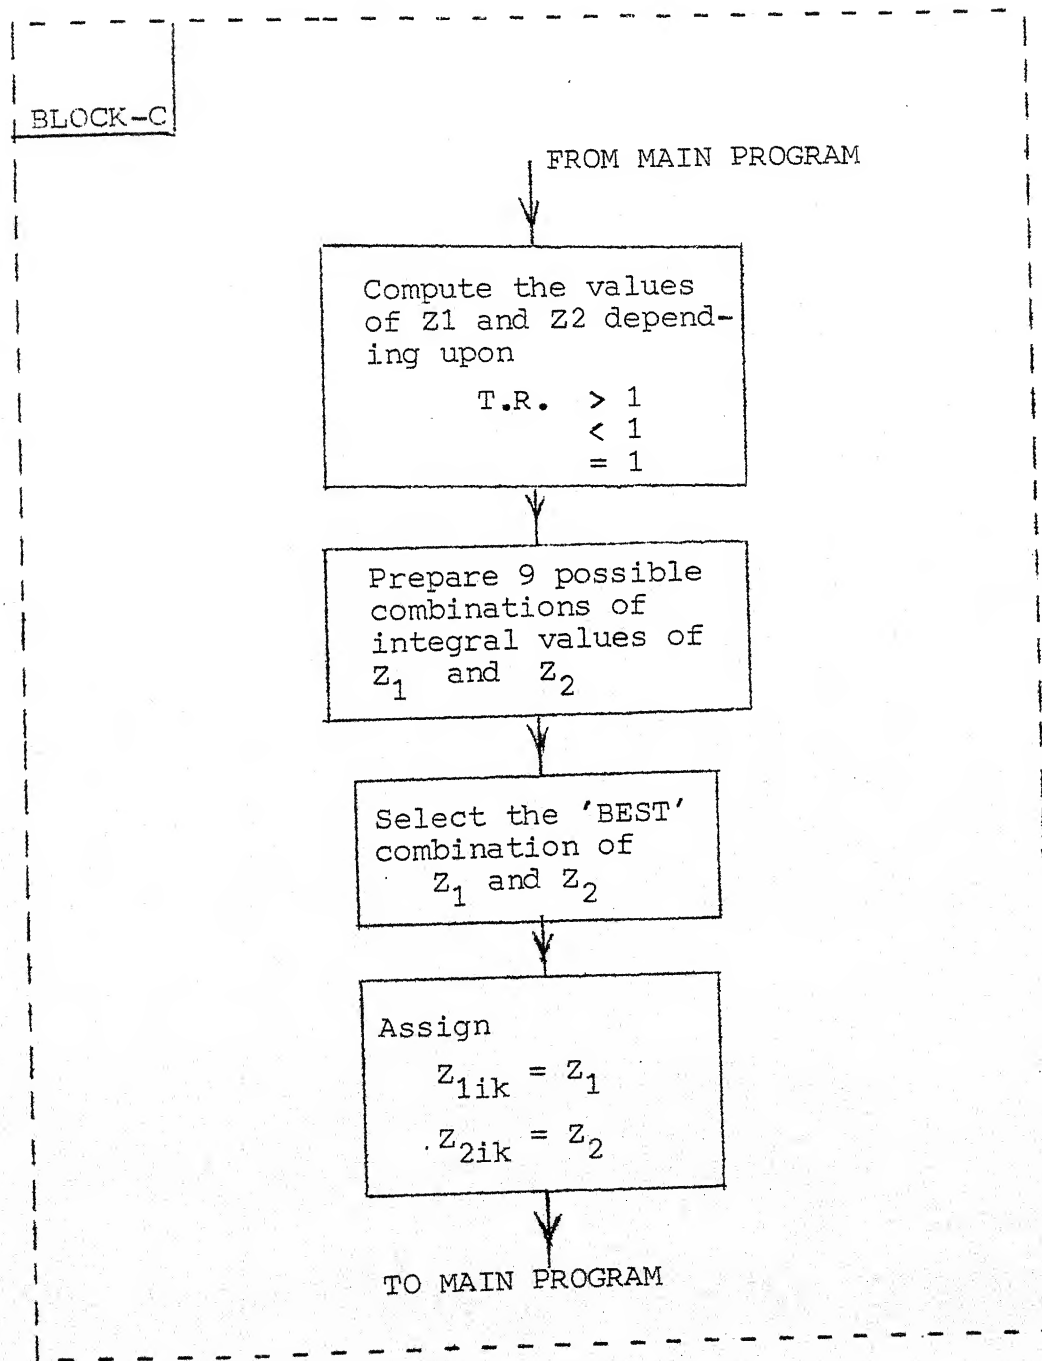 BLOCK-C
FROM MAIN PROGRAM
Compute the values
of Z1 and Z2 depend-
ing upon
T.R. > 1
< 1
= 1
Prepare 9 possible
combinations of
integral values of
Z₁ and Z₂
Select the 'BEST'
combination of
Z₁ and Z₂
Assign
Z₁ᵢₖ = Z₁
Z₂ᵢₖ = Z₂
TO MAIN PROGRAM